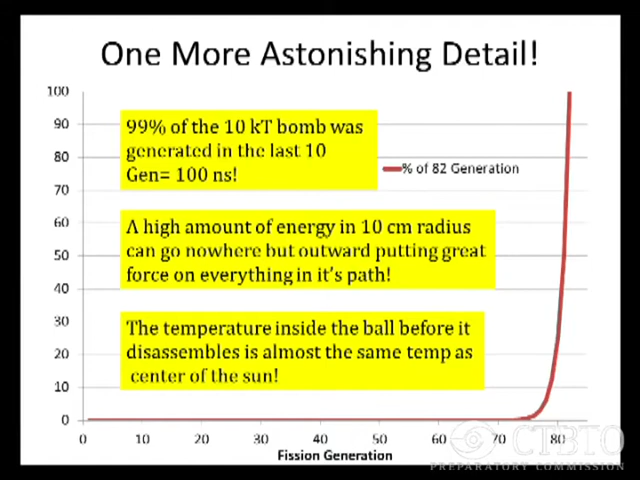 One More Astonishing Detail!
100
90
80
70
60
50
40
30
20
10
0
99% of the 10 kT bomb was
generated in the last 10
Gen= 100 ns!
% of 82 Generation
A high amount of energy in 10 cm radius
can go nowhere but outward putting great
force on everything in it's path!
The temperature inside the ball before it
disassembles is almost the same temp as
center of the sun!
0 10 20 30 40 50 60 70 80
Fission Generation
CTBTO
PREPARATORY COMMISSION